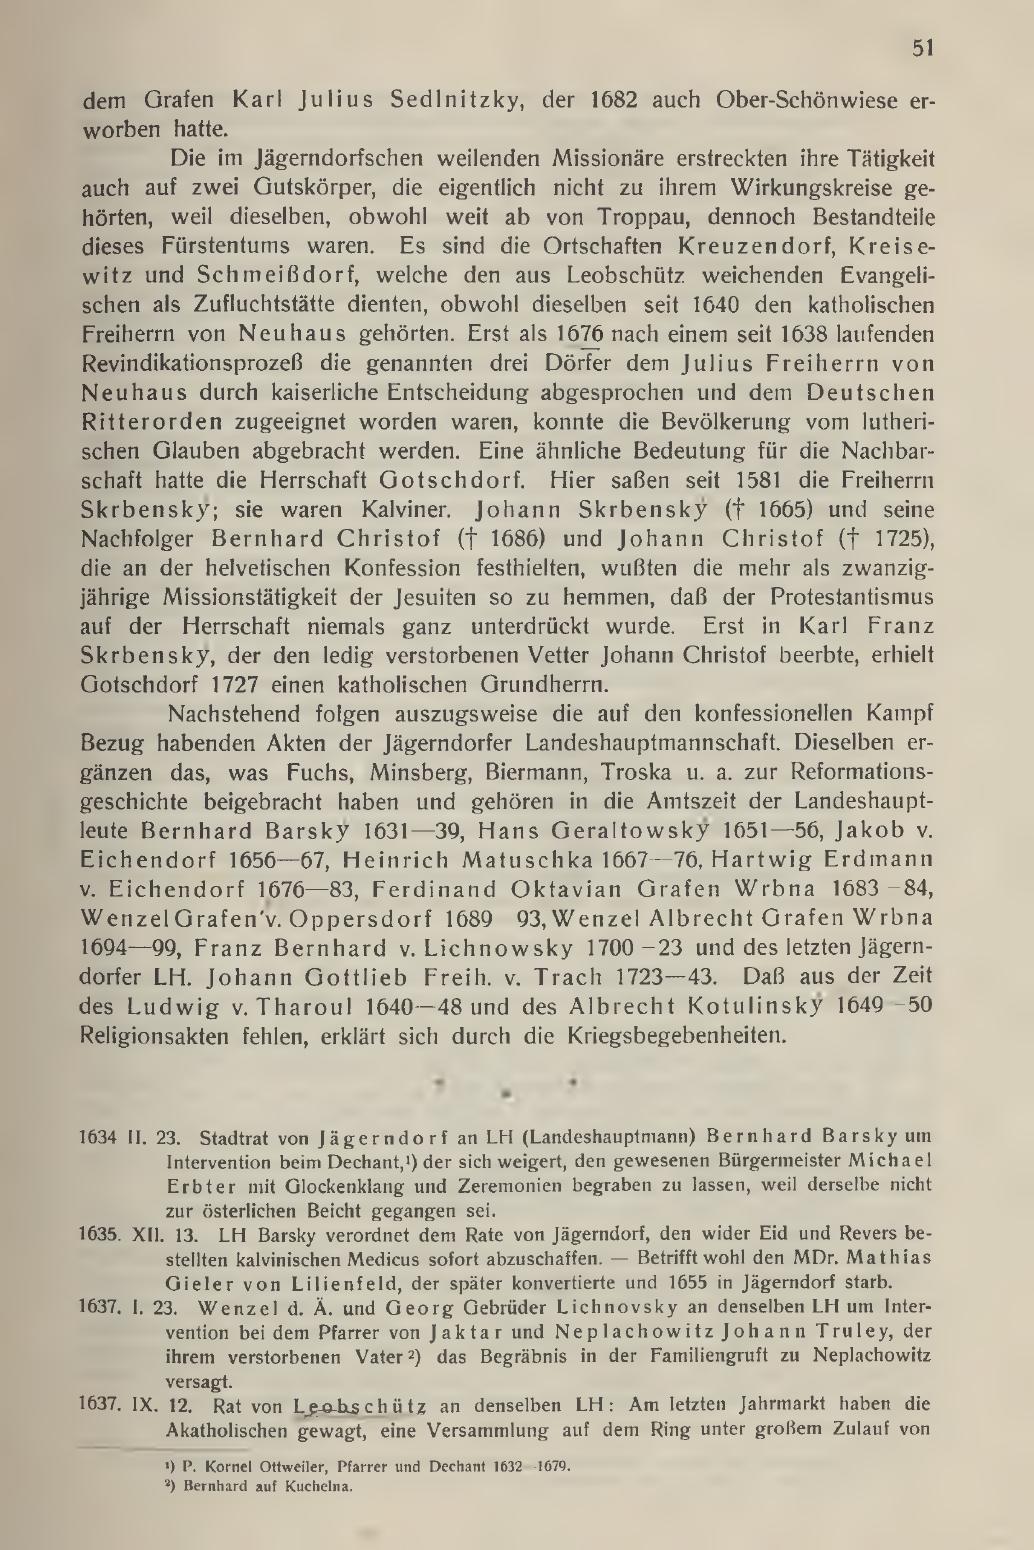 51
dem Grafen Karl Julius Sedlnitzky, der 1682 auch Ober-Schönwiese er-
worben hatte.
Die im Jägerndorfschen weilenden Missionäre erstreckten ihre Tätigkeit
auch auf zwei Gutskörper, die eigentlich nicht zu ihrem Wirkungskreise ge-
hörten, weil dieselben, obwohl weit ab von Troppau, dennoch Bestandteile
dieses Fürstentums waren. Es sind die Ortschaften Kreuzendorf, Kreise-
witz und Schmeißdorf, welche den aus Leobschütz weichenden Evangeli-
schen als Zufluchtstätte dienten, obwohl dieselben seit 1640 den katholischen
Freiherrn von Neuhaus gehörten. Erst als 1676 nach einem seit 1638 laufenden
Revindikationsprozeß die genannten drei Dörfer dem Julius Freiherrn von
Neuhaus durch kaiserliche Entscheidung abgesprochen und dem Deutschen
Ritterorden zugeeignet worden waren, konnte die Bevölkerung vom lutheri-
schen Glauben abgebracht werden. Eine ähnliche Bedeutung für die Nachbar-
schaft hatte die Herrschaft Gotschdorf. Hier saßen seit 1581 die Freiherrn
Skrbenský; sie waren Kalviner. Johann Skrbenský († 1665) und seine
Nachfolger Bernhard Christof († 1686) und Johann Christof († 1725),
die an der helvetischen Konfession festhielten, wußten die mehr als zwanzig-
jährige Missionstätigkeit der Jesuiten so zu hemmen, daß der Protestantismus
auf der Herrschaft niemals ganz unterdrückt wurde. Erst in Karl Franz
Skrbenský, der den ledig verstorbenen Vetter Johann Christof beerbte, erhielt
Gotschdorf 1727 einen katholischen Grundherrn.
Nachstehend folgen auszugsweise die auf den konfessionellen Kampf
Bezug habenden Akten der Jägerndorfer Landeshauptmannschaft. Dieselben er-
gänzen das, was Fuchs, Minsberg, Biermann, Troska u. a. zur Reformations-
geschichte beigebracht haben und gehören in die Amtszeit der Landeshaupt-
leute Bernhard Barský 1631—39, Hans Geraltowský 1651—56, Jakob v.
Eichendorf 1656—67, Heinrich Matuschka 1667—76, Hartwig Erdmann
v. Eichendorf 1676—83, Ferdinand Oktavian Grafen Wrbna 1683—84,
Wenzel Grafen v. Oppersdorf 1689 93, Wenzel Albrecht Grafen Wrbna
1694—99, Franz Bernhard v. Lichnowsky 1700—23 und des letzten Jägern-
dorfer LH. Johann Gottlieb Freih. v. Trach 1723—43. Daß aus der Zeit
des Ludwig v. Tharoul 1640—48 und des Albrecht Kotulinský 1649—50
Religionsakten fehlen, erklärt sich durch die Kriegsbegebenheiten.
1634 II. 23. Stadtrat von Jägerndorf an LH (Landeshauptmann) Bernhard Barsky um
Intervention beim Dechant,¹) der sich weigert, den gewesenen Bürgermeister Michael
Erbter mit Glockenklang und Zeremonien begraben zu lassen, weil derselbe nicht
zur österlichen Beicht gegangen sei.
1635. XII. 13. LH Barsky verordnet dem Rate von Jägerndorf, den wider Eid und Revers be-
stellten kalvinischen Medicus sofort abzuschaffen. — Betrifft wohl den MDr. Mathias
Gieler von Lilienfeld, der später konvertierte und 1655 in Jägerndorf starb.
1637. I. 23. Wenzel d. Ä. und Georg Gebrüder Lichnovsky an denselben LH um Inter-
vention bei dem Pfarrer von Jaktar und Neplachowitz Johann Truley, der
ihrem verstorbenen Vater²) das Begräbnis in der Familiengruft zu Neplachowitz
versagt.
1637. IX. 12. Rat von Leobschütz an denselben LH: Am letzten Jahrmarkt haben die
Akatholischen gewagt, eine Versammlung auf dem Ring unter großem Zulauf von
¹) P. Kornel Ottweiler, Pfarrer und Dechant 1632—1679.
²) Bernhard auf Kuchelna.